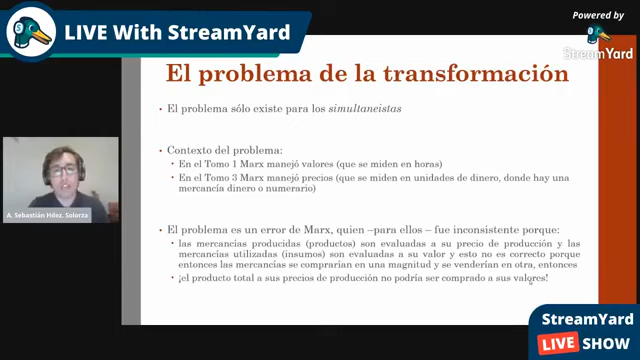 LIVE With StreamYard
Powered by
StreamYard
El problema de la transformación
• El problema sólo existe para los simultaneistas
• Contexto del problema:
• En el Tomo 1 Marx manejó valores (que se miden en horas)
• En el Tomo 3 Marx manejó precios (que se miden en unidades de dinero, donde hay una
mercancía dinero o numerario)
A. Sebastián Hdez. Solorza
• El problema es un error de Marx, quien –para ellos – fue inconsistente porque:
• las mercancías producidas (productos) son evaluadas a su precio de producción y las
mercancías utilizadas (insumos) son evaluadas a su valor y esto no es correcto porque
entonces las mercancías se comprarían en una magnitud y se venderían en otra, entonces
• ¡el producto total a sus precios de producción no podría ser comprado a sus valores!
StreamYard
LIVE SHOW